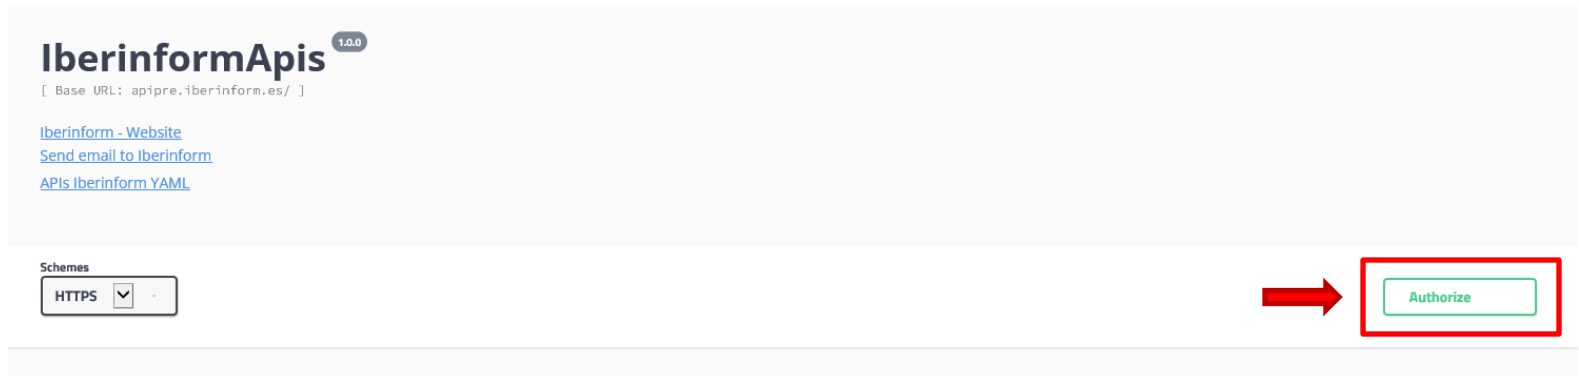 IberinformApis 1.0.0
[ Base URL: apipre.iberinform.es/ ]
Iberinform - Website
Send email to Iberinform
APIs Iberinform YAML
Schemes
HTTPS
Authorize